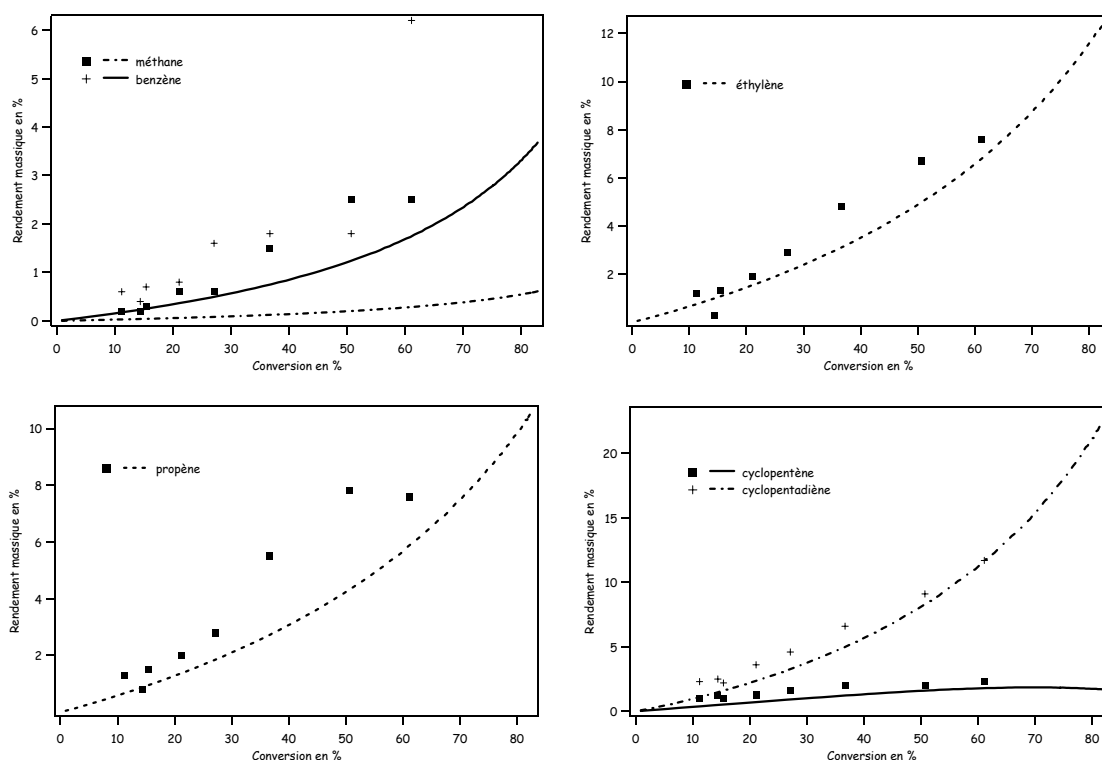 6
5
4
3
2
1
0
Rendement massique en %
méthane
benzène
0 10 20 30 40 50 60 70 80
Conversion en %
12
10
8
6
4
2
Rendement massique en %
éthylène
0 10 20 30 40 50 60 70 80
Conversion en %
10
8
6
4
2
Rendement massique en %
propène
0 10 20 30 40 50 60 70 80
Conversion en %
20
15
10
5
0
Rendement massique en %
cyclopentène
cyclopentadiène
0 10 20 30 40 50 60 70 80
Conversion en %